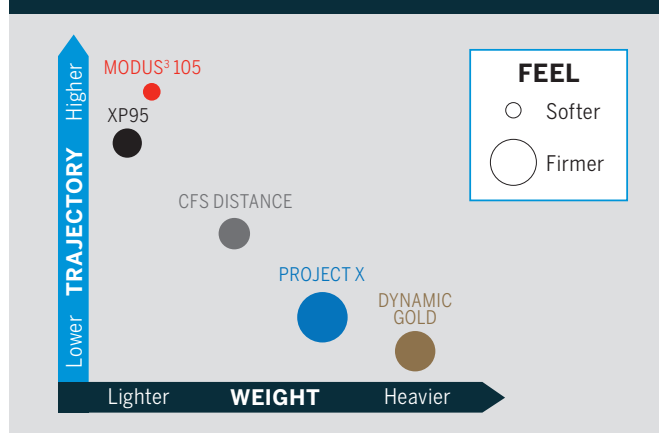 MODUS³ 105
XP95
CFS DISTANCE
PROJECT X
DYNAMIC
GOLD
FEEL
Softer
Firmer
Lower TRAJECTORY Higher
Lighter WEIGHT Heavier